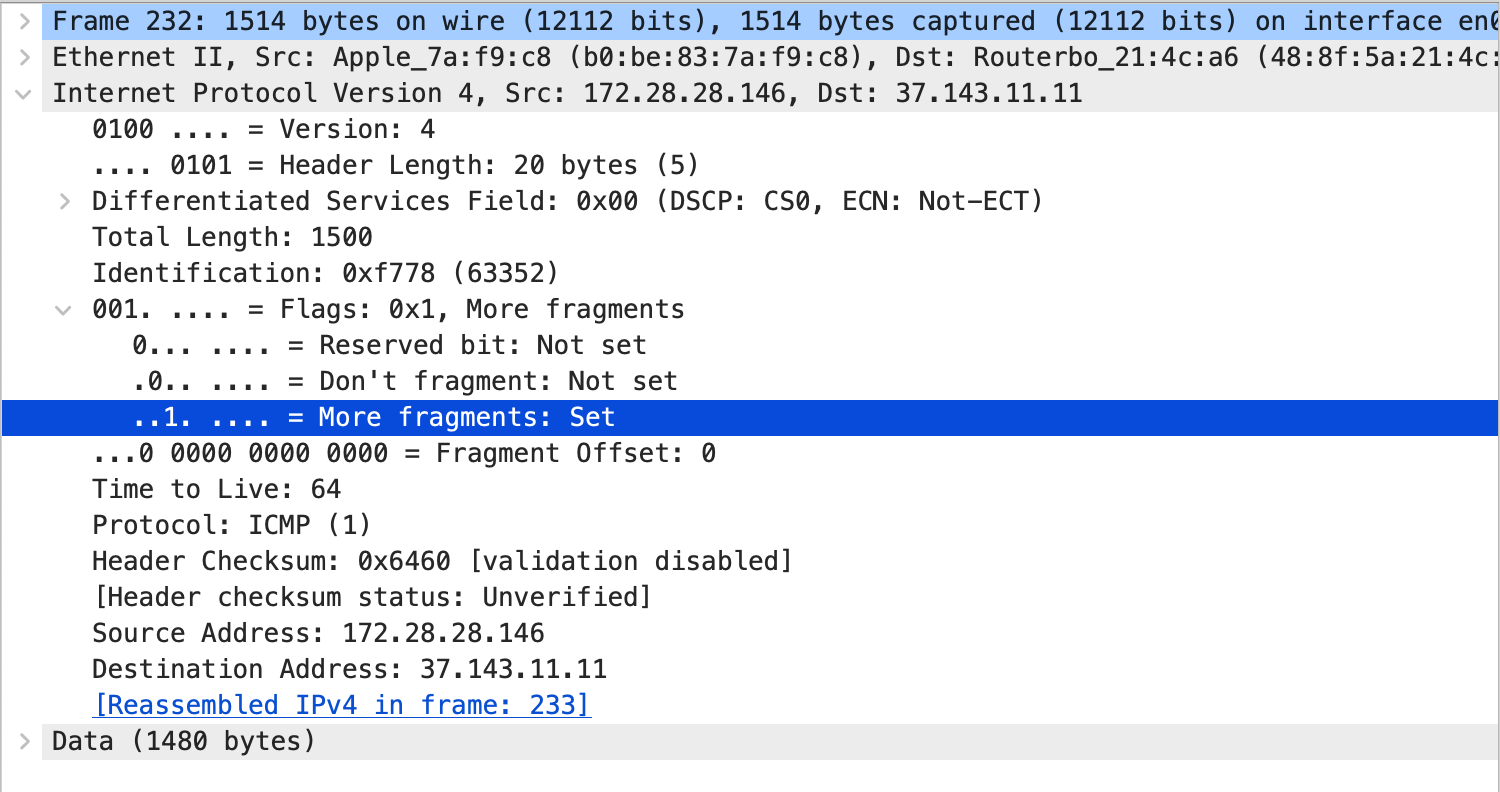 Frame 232: 1514 bytes on wire (12112 bits), 1514 bytes captured (12112 bits) on interface en0
Ethernet II, Src: Apple_7a:f9:c8 (b0:be:83:7a:f9:c8), Dst: Routerbo_21:4c:a6 (48:8f:5a:21:4c:
Internet Protocol Version 4, Src: 172.28.28.146, Dst: 37.143.11.11
0100 .... = Version: 4
.... 0101 = Header Length: 20 bytes (5)
Differentiated Services Field: 0x00 (DSCP: CS0, ECN: Not-ECT)
Total Length: 1500
Identification: 0xf778 (63352)
001. .... = Flags: 0x1, More fragments
0... .... = Reserved bit: Not set
.0.. .... = Don't fragment: Not set
..1. .... = More fragments: Set
...0 0000 0000 0000 = Fragment Offset: 0
Time to Live: 64
Protocol: ICMP (1)
Header Checksum: 0x6460 [validation disabled]
[Header checksum status: Unverified]
Source Address: 172.28.28.146
Destination Address: 37.143.11.11
[Reassembled IPv4 in frame: 233]
Data (1480 bytes)